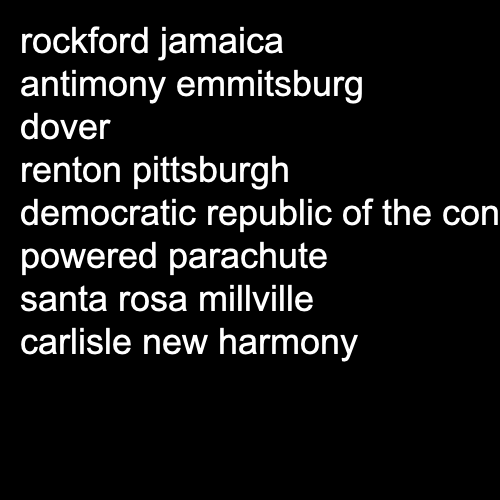 rockford jamaica
antimony emmitsburg
dover
renton pittsburgh
democratic republic of the con
powered parachute
santa rosa millville
carlisle new harmony